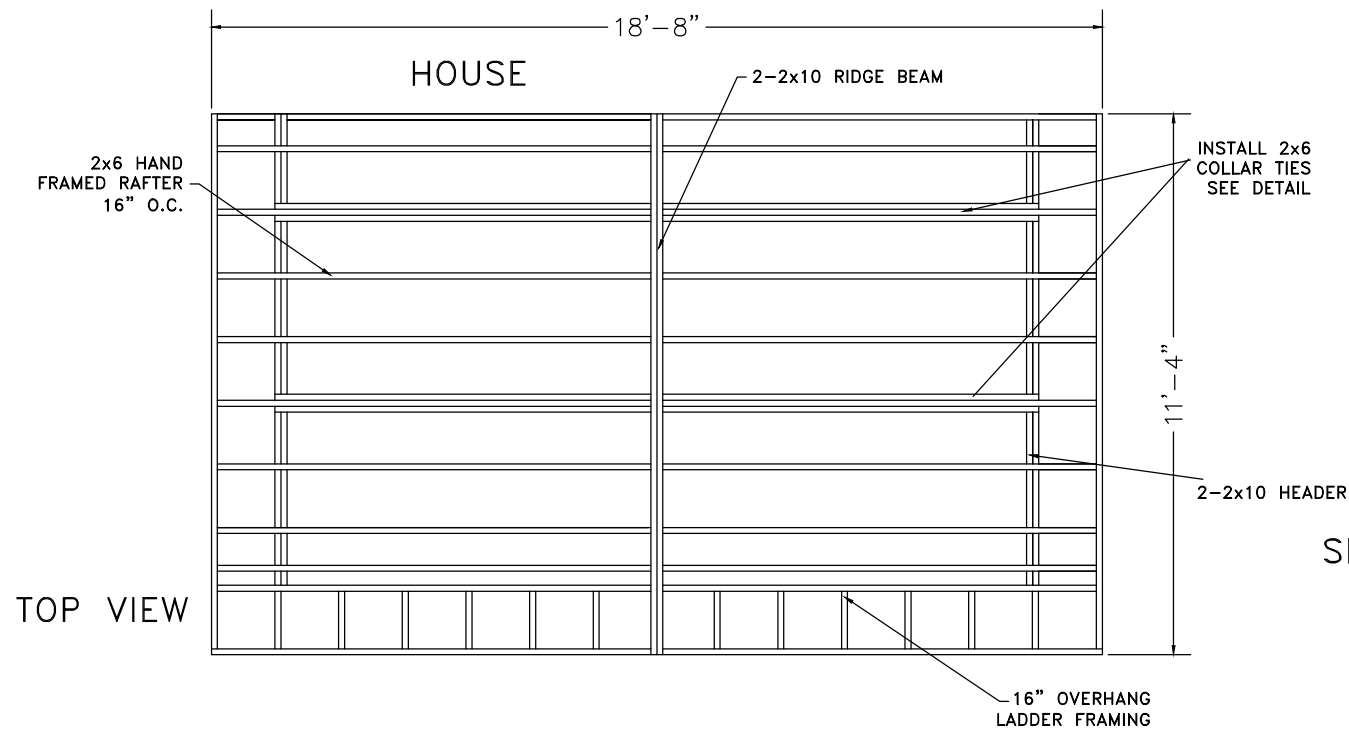 18'-8"
HOUSE
2-2x10 RIDGE BEAM
2x6 HAND
FRAMED RAFTER
16" O.C.
INSTALL 2x6
COLLAR TIES
SEE DETAIL
11'-4"
2-2x10 HEADER
TOP VIEW
16" OVERHANG
LADDER FRAMING